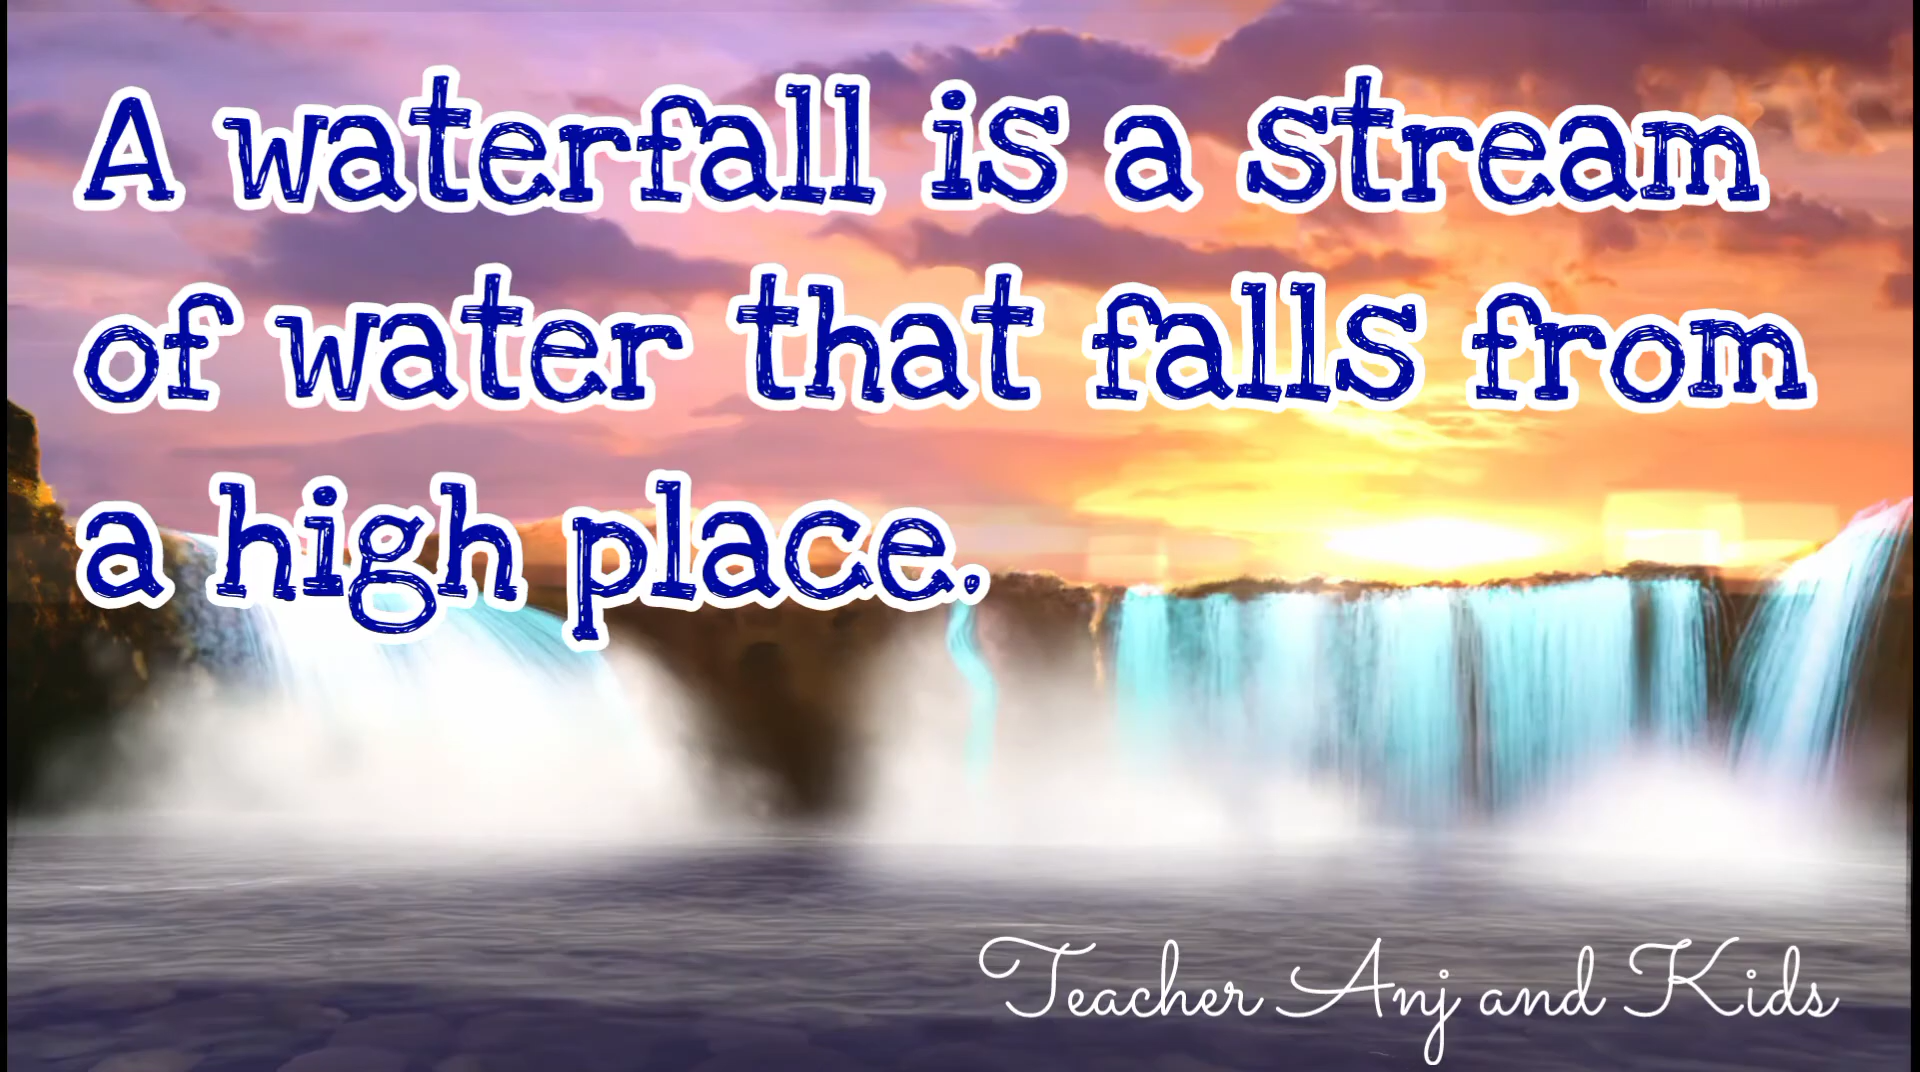 A waterfall is a stream
of water that falls from
a high place.
Teacher Anj and Kids